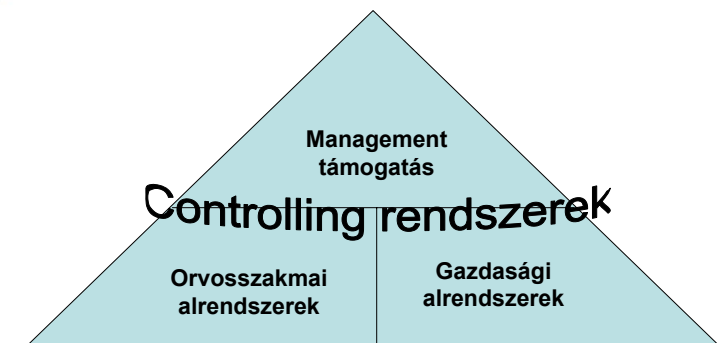 Management
támogatás
Controlling rendszerek
Orvosszakmai
alrendszerek
Gazdasági
alrendszerek